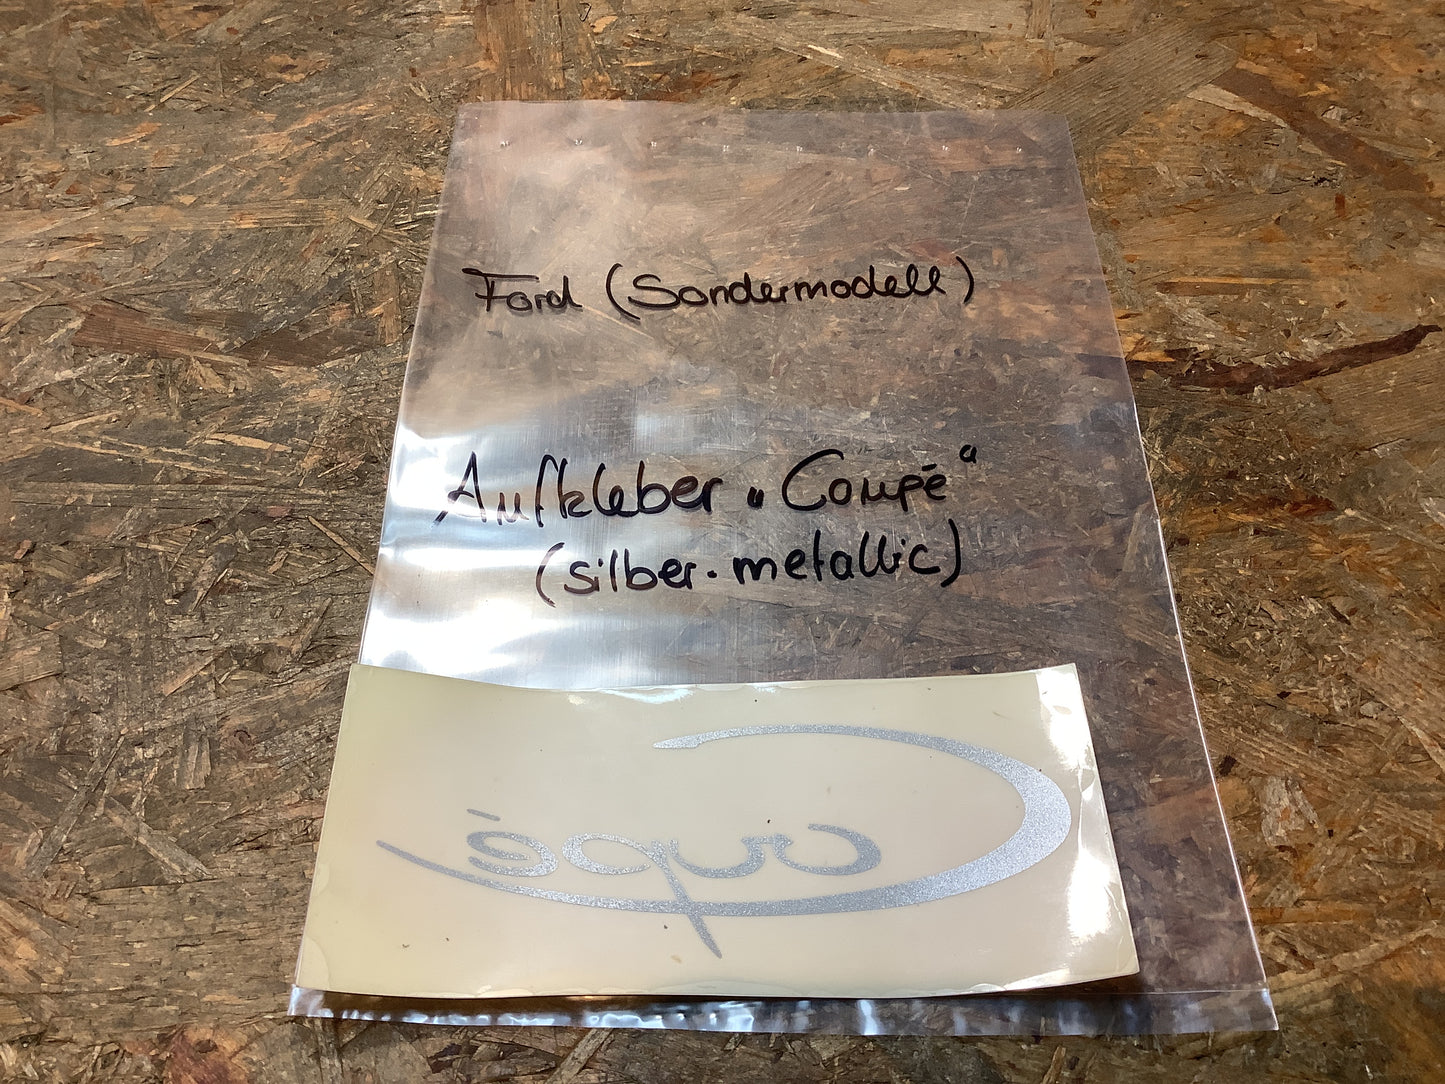 Ford (Sondermodell)
Aufkleber „Coupé“
(silber-metallic)
Coupé